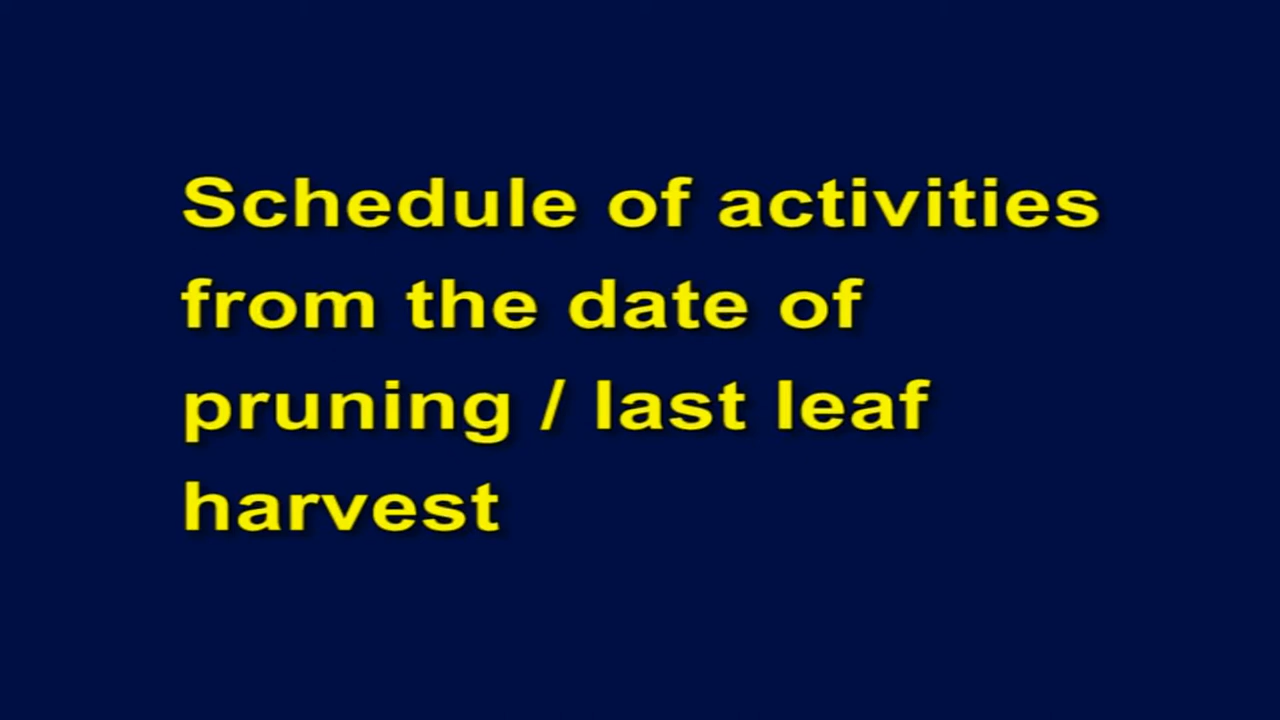 Schedule of activities
from the date of
pruning / last leaf
harvest